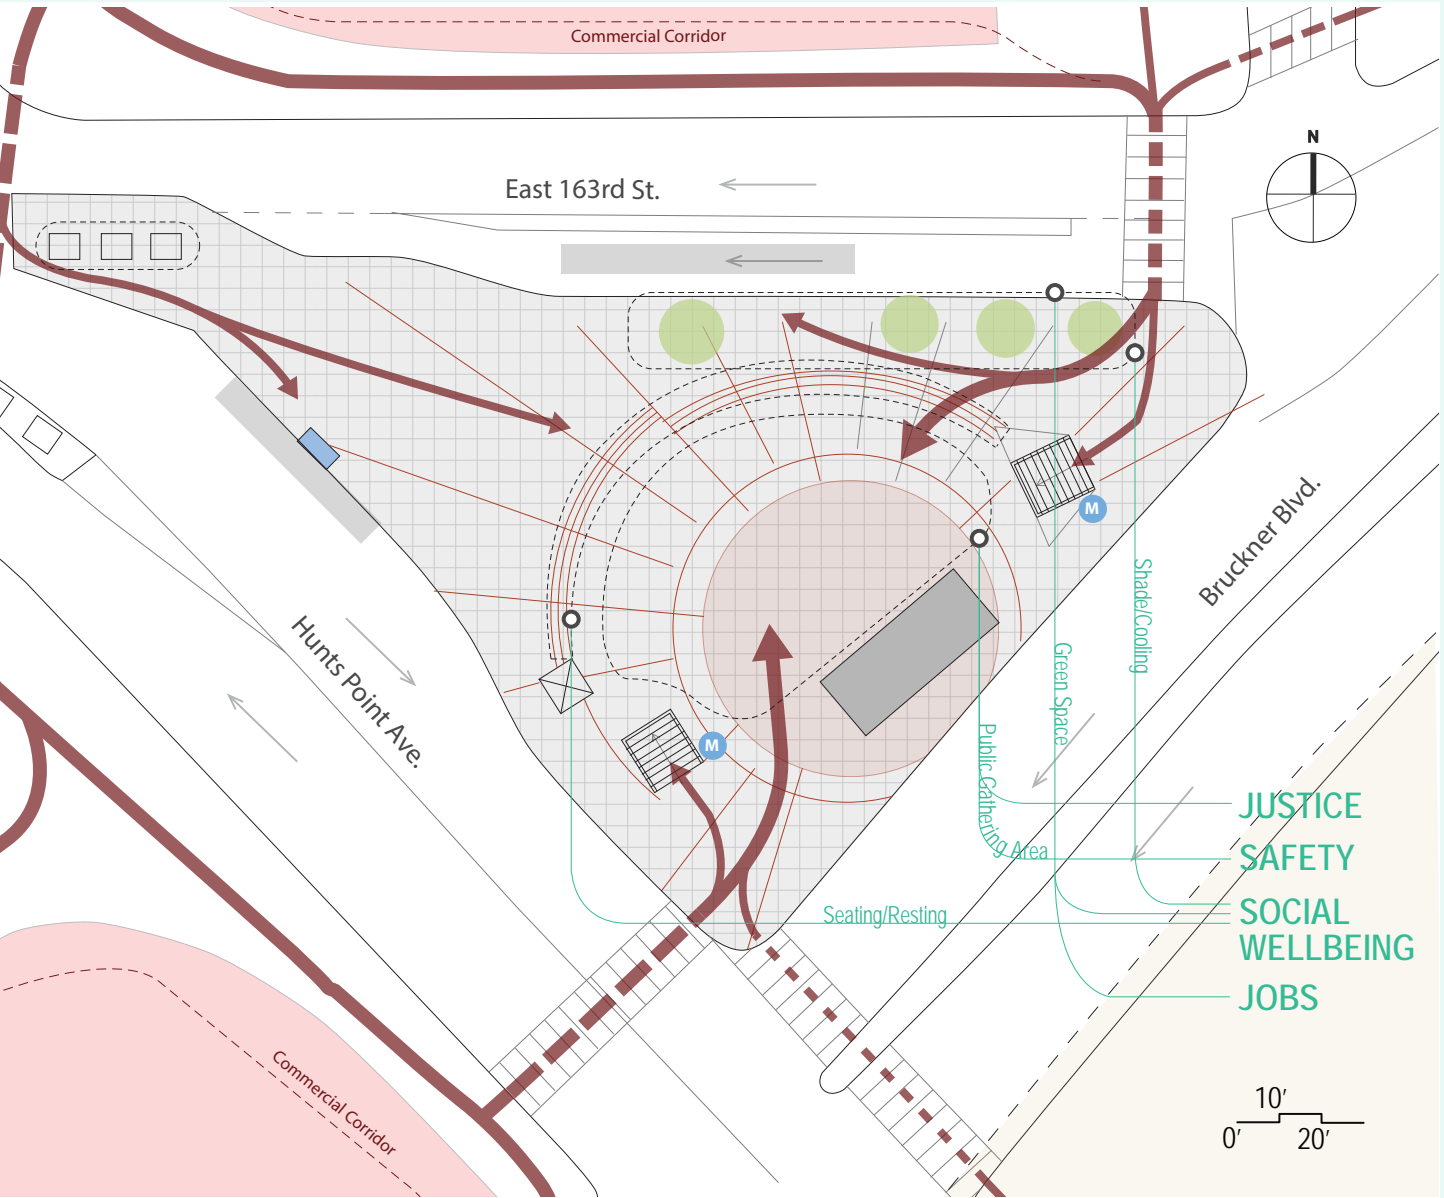 Commercial Corridor
N
East 163rd St.
M
Bruckner Blvd.
Shade/Cooling
Hunts Point Ave.
Green Space
M
Public Gathering Area
JUSTICE
SAFETY
Seating/Resting
SOCIAL
WELLBEING
JOBS
Commercial Corridor
10'
0'
20'